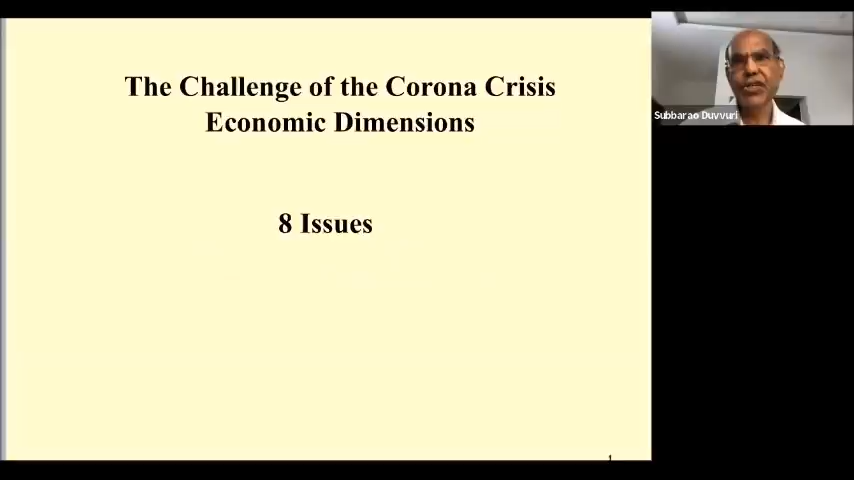 The Challenge of the Corona Crisis
Economic Dimensions
8 Issues
1
Subbarao Duvvuri